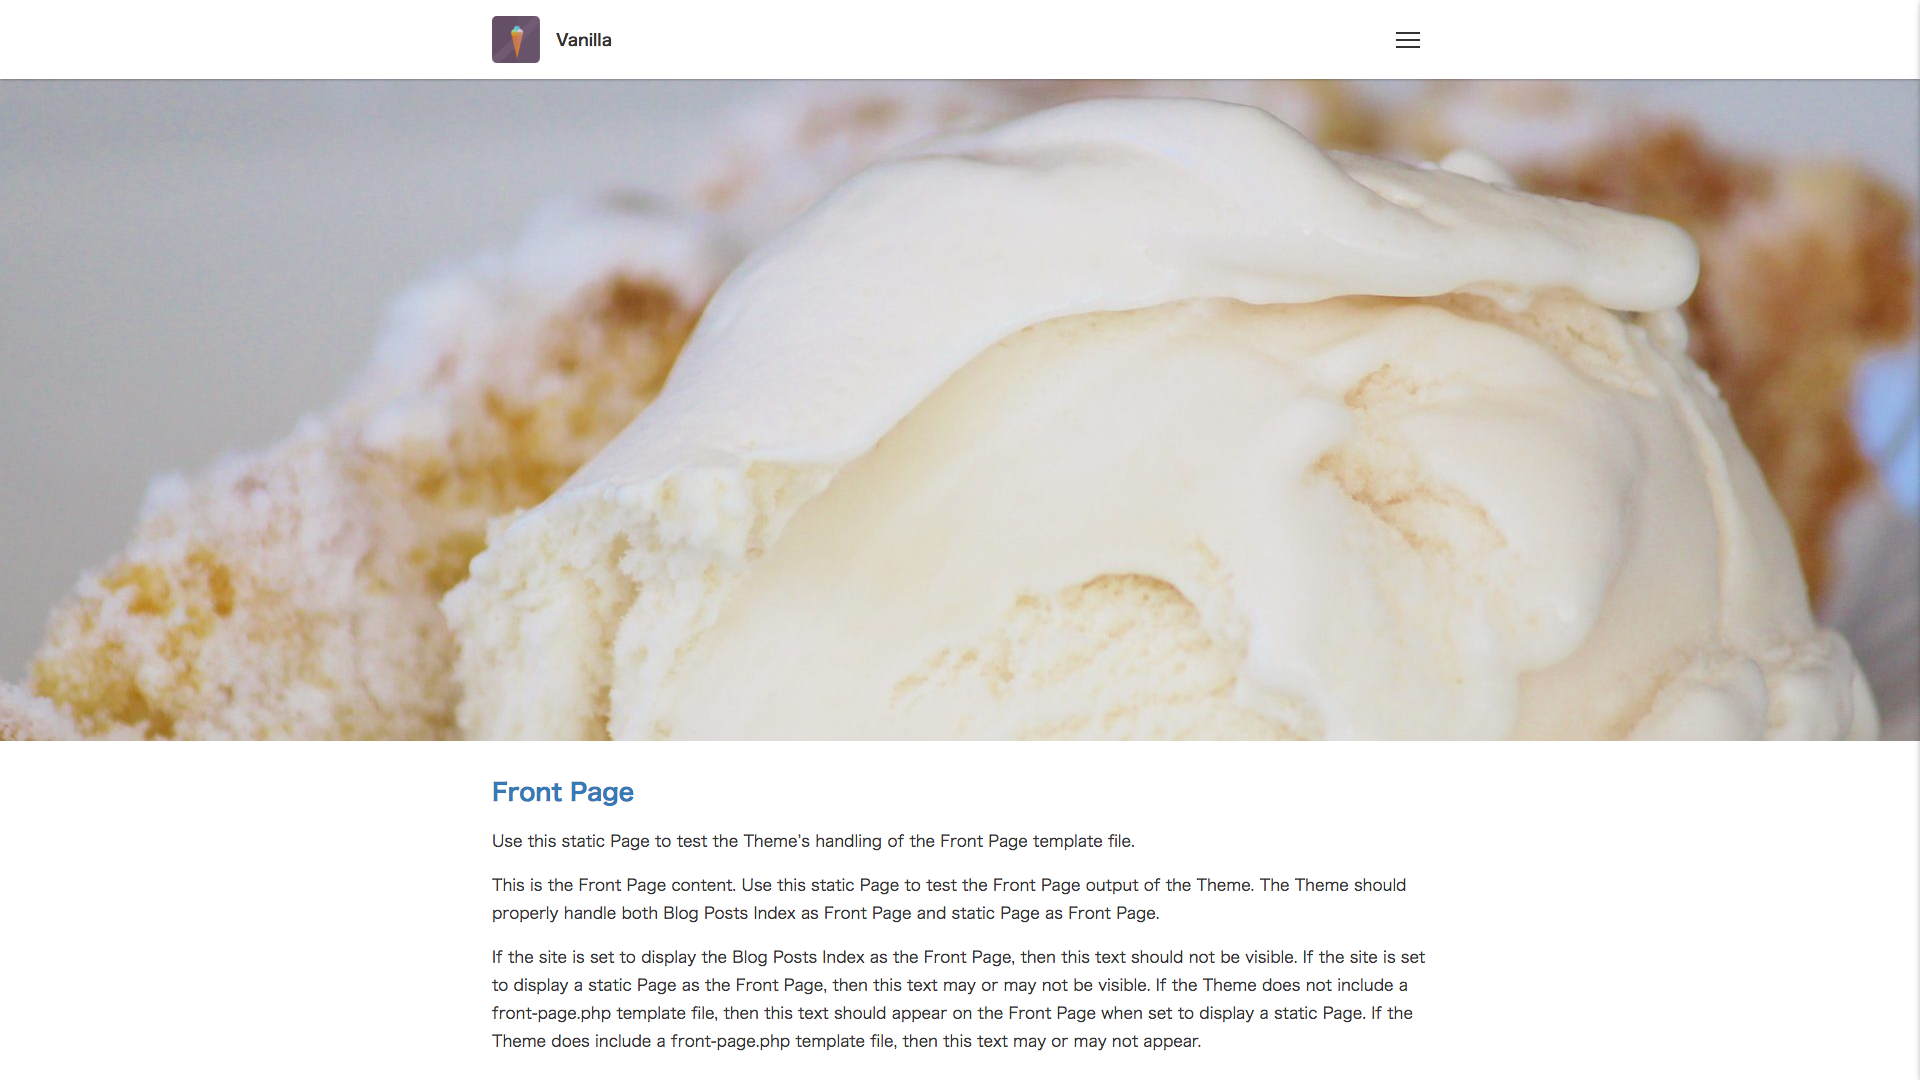 Vanilla
Front Page
Use this static Page to test the Theme's handling of the Front Page template file.
This is the Front Page content. Use this static Page to test the Front Page output of the Theme. The Theme should
properly handle both Blog Posts Index as Front Page and static Page as Front Page.
If the site is set to display the Blog Posts Index as the Front Page, then this text should not be visible. If the site is set
to display a static Page as the Front Page, then this text may or may not be visible. If the Theme does not include a
front-page.php template file, then this text should appear on the Front Page when set to display a static Page. If the
Theme does include a front-page.php template file, then this text may or may not appear.